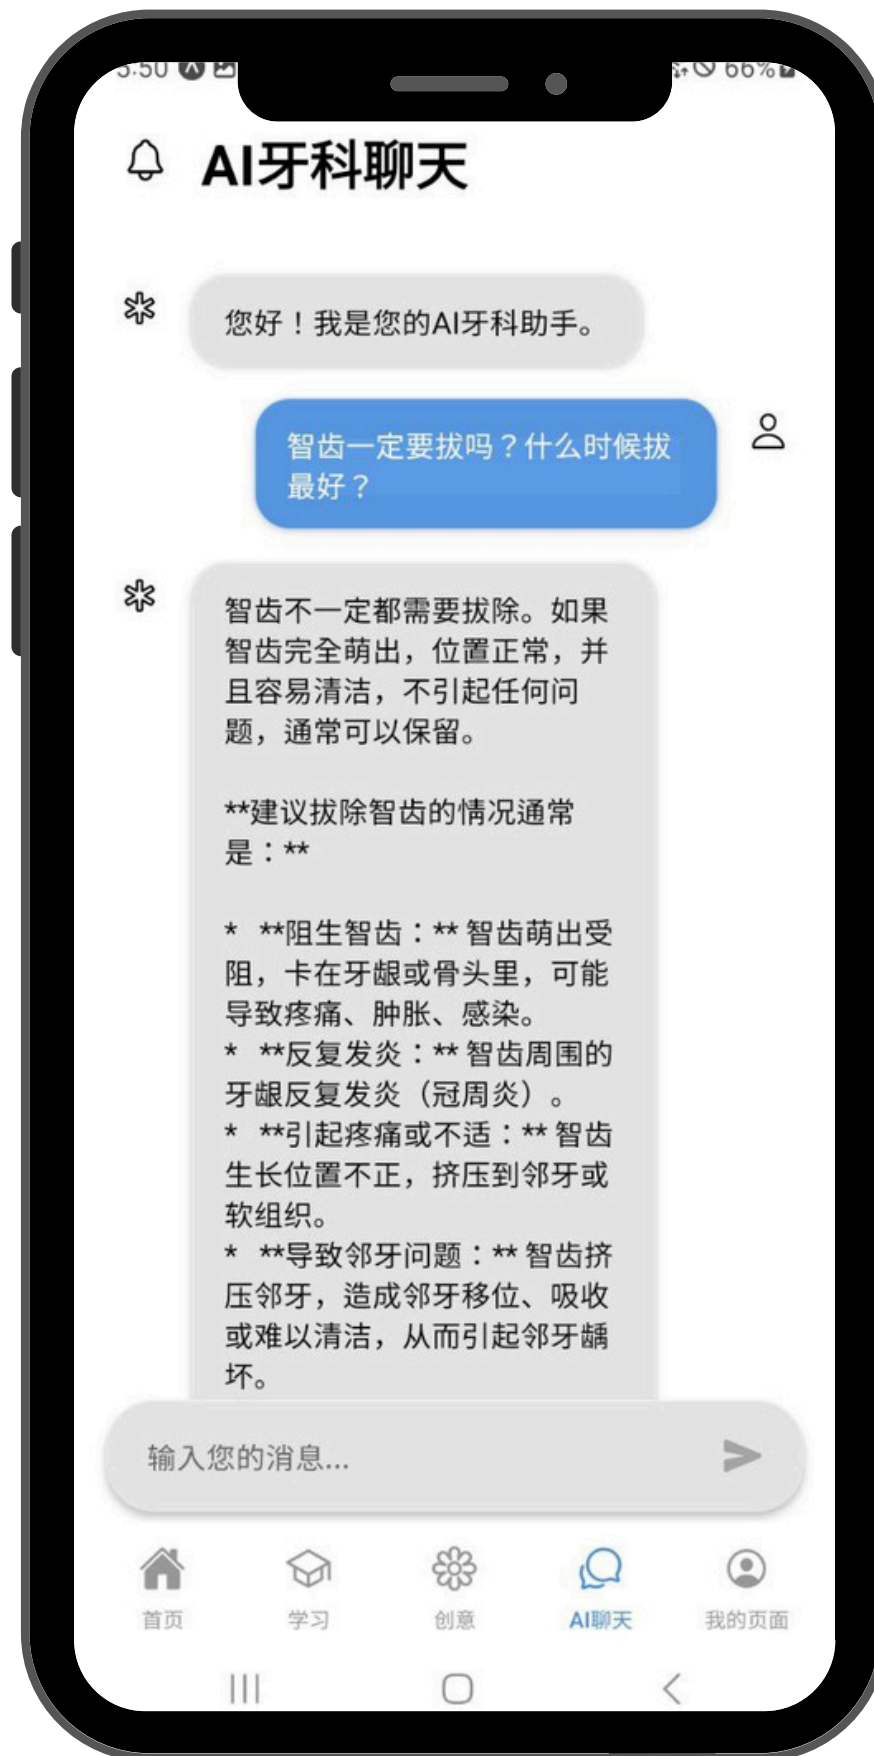 5:50
66%
AI牙科聊天
您好！我是您的AI牙科助手。
智齿一定要拔吗？什么时候拔
最好？
智齿不一定都需要拔除。如果
智齿完全萌出，位置正常，并
且容易清洁，不引起任何问
题，通常可以保留。
**建议拔除智齿的情况通常
是：**
* **阻生智齿：** 智齿萌出受
阻，卡在牙龈或骨头里，可能
导致疼痛、肿胀、感染。
* **反复发炎：** 智齿周围的
牙龈反复发炎（冠周炎）。
* **引起疼痛或不适：** 智齿
生长位置不正，挤压到邻牙或
软组织。
* **导致邻牙问题：** 智齿挤
压邻牙，造成邻牙移位、吸收
或难以清洁，从而引起邻牙龋
坏。
输入您的消息...
首页
学习
创意
AI聊天
我的页面